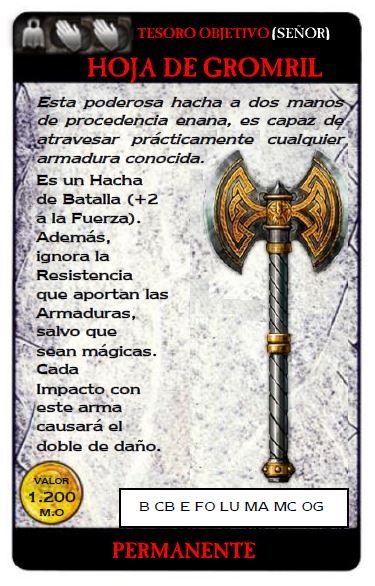 TESORO OBJETIVO (SEÑOR)
HOJA DE GROMRIL
Esta poderosa hacha a dos manos
de procedencia enana, es capaz de
atravesar prácticamente cualquier
armadura conocida.
Es un Hacha
de Batalla (+2
a la Fuerza).
Además,
ignora la
Resistencia
que aportan las
Armaduras,
salvo que
sean mágicas.
Cada
Impacto con
este arma
causará el
doble de daño.
VALOR
1.200
M.O
B CB E FO LU MA MC OG
PERMANENTE